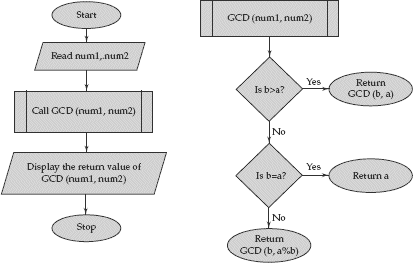 Start
Read num1,.num2
Call GCD (num1, num2)
Display the return value of
GCD (num1, num2)
Stop
GCD (num1, num2)
Is b>a?
Yes
Return
GCD (b, a)
No
Is b=a?
Yes
Return a
No
Return
GCD (b, a%b)